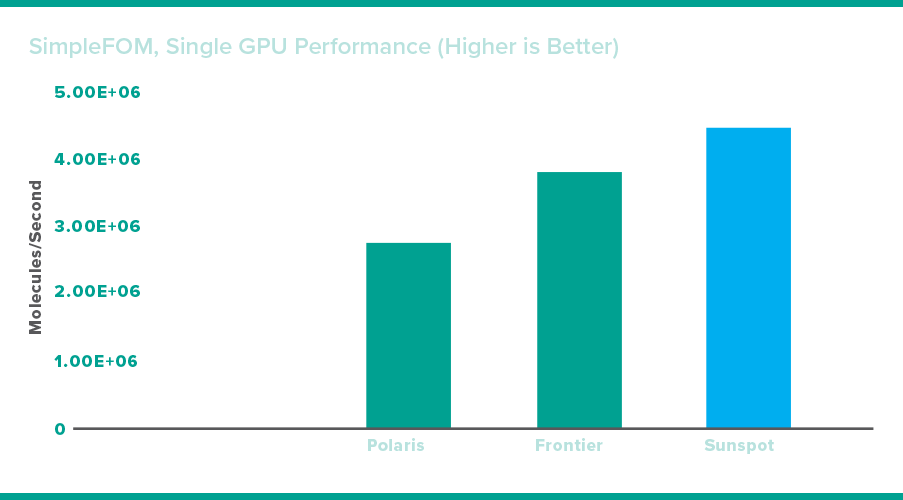 SimpleFOM, Single GPU Performance (Higher is Better)
5.00E+06
4.00E+06
3.00E+06
2.00E+06
1.00E+06
0
Molecules/Second
Polaris
Frontier
Sunspot